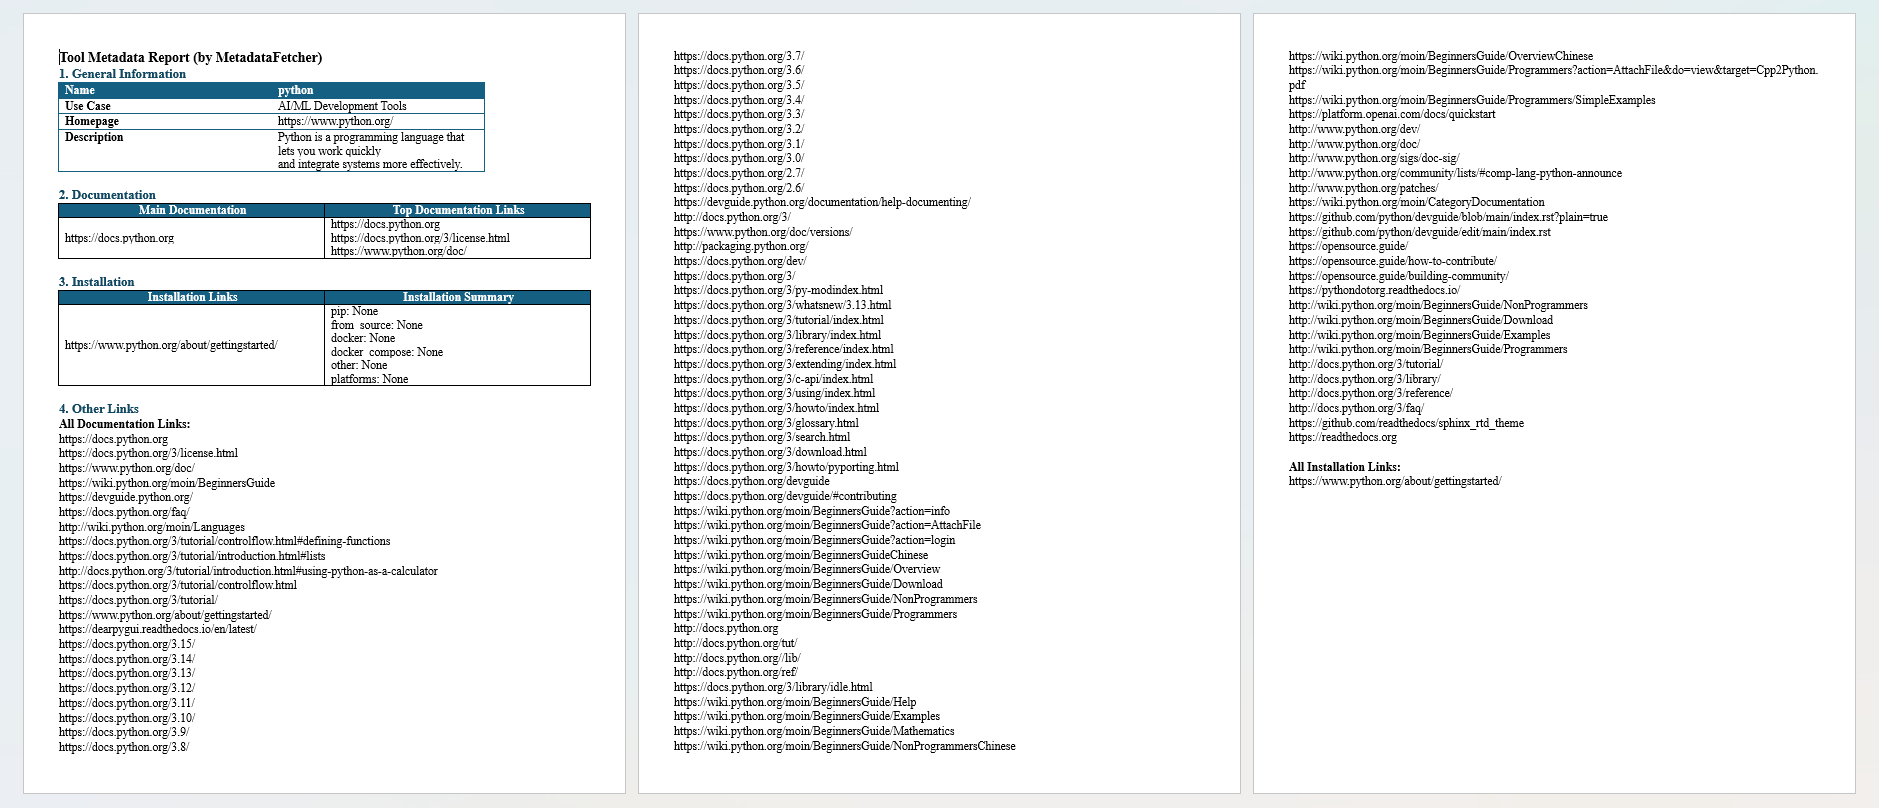 Tool Metadata Report (by MetadataFetcher)
1. General Information
Name python
Use Case AI/ML Development Tools
Homepage https://www.python.org/
Description Python is a programming language that
lets you work quickly
and integrate systems more effectively.
2. Documentation
Main Documentation Top Documentation Links
https://docs.python.org
https://docs.python.org
https://docs.python.org/3/license.html
https://www.python.org/doc/
3. Installation
Installation Links Installation Summary
https://www.python.org/about/gettingstarted/
pip: None
from_source: None
docker: None
docker_compose: None
other: None
platforms: None
4. Other Links
All Documentation Links:
https://docs.python.org
https://docs.python.org/3/license.html
https://www.python.org/doc/
https://wiki.python.org/moin/BeginnersGuide
https://devguide.python.org/
https://docs.python.org/faq/
http://wiki.python.org/moin/Languages
https://docs.python.org/3/tutorial/controlflow.html#defining-functions
https://docs.python.org/3/tutorial/introduction.html#lists
http://docs.python.org/3/tutorial/introduction.html#using-python-as-a-calculator
https://docs.python.org/3/tutorial/controlflow.html
https://docs.python.org/3/tutorial/
https://www.python.org/about/gettingstarted/
https://dearpygui.readthedocs.io/en/latest/
https://docs.python.org/3.15/
https://docs.python.org/3.14/
https://docs.python.org/3.13/
https://docs.python.org/3.12/
https://docs.python.org/3.11/
https://docs.python.org/3.10/
https://docs.python.org/3.9/
https://docs.python.org/3.8/
https://docs.python.org/3.7/
https://docs.python.org/3.6/
https://docs.python.org/3.5/
https://docs.python.org/3.4/
https://docs.python.org/3.3/
https://docs.python.org/3.2/
https://docs.python.org/3.1/
https://docs.python.org/3.0/
https://docs.python.org/2.7/
https://docs.python.org/2.6/
https://devguide.python.org/documentation/help-documenting/
http://docs.python.org/3/
https://www.python.org/doc/versions/
http://packaging.python.org/
https://docs.python.org/dev/
https://docs.python.org/3/
https://docs.python.org/3/py-modindex.html
https://docs.python.org/3/whatsnew/3.13.html
https://docs.python.org/3/tutorial/index.html
https://docs.python.org/3/library/index.html
https://docs.python.org/3/reference/index.html
https://docs.python.org/3/extending/index.html
https://docs.python.org/3/c-api/index.html
https://docs.python.org/3/using/index.html
https://docs.python.org/3/howto/index.html
https://docs.python.org/3/glossary.html
https://docs.python.org/3/search.html
https://docs.python.org/3/download.html
https://docs.python.org/3/howto/pyporting.html
https://docs.python.org/devguide
https://docs.python.org/devguide/#contributing
https://wiki.python.org/moin/BeginnersGuide?action=info
https://wiki.python.org/moin/BeginnersGuide?action=AttachFile
https://wiki.python.org/moin/BeginnersGuide?action=login
https://wiki.python.org/moin/BeginnersGuideChinese
https://wiki.python.org/moin/BeginnersGuide/Overview
https://wiki.python.org/moin/BeginnersGuide/Download
https://wiki.python.org/moin/BeginnersGuide/NonProgrammers
https://wiki.python.org/moin/BeginnersGuide/Programmers
http://docs.python.org
http://docs.python.org/tut/
http://docs.python.org//lib/
http://docs.python.org/ref/
https://docs.python.org/3/library/idle.html
https://wiki.python.org/moin/BeginnersGuide/Help
https://wiki.python.org/moin/BeginnersGuide/Examples
https://wiki.python.org/moin/BeginnersGuide/Mathematics
https://wiki.python.org/moin/BeginnersGuide/NonProgrammersChinese
https://wiki.python.org/moin/BeginnersGuide/OverviewChinese
https://wiki.python.org/moin/BeginnersGuide/Programmers?action=AttachFile&do=view&target=Cpp2Python.
pdf
https://wiki.python.org/moin/BeginnersGuide/Programmers/SimpleExamples
https://platform.openai.com/docs/quickstart
http://www.python.org/dev/
http://www.python.org/doc/
http://www.python.org/sigs/doc-sig/
http://www.python.org/community/lists/#comp-lang-python-announce
http://www.python.org/patches/
https://wiki.python.org/moin/CategoryDocumentation
https://github.com/python/devguide/blob/main/index.rst?plain=true
https://github.com/python/devguide/edit/main/index.rst
https://opensource.guide/
https://opensource.guide/how-to-contribute/
https://opensource.guide/building-community/
https://pythondotorg.readthedocs.io/
http://wiki.python.org/moin/BeginnersGuide/NonProgrammers
http://wiki.python.org/moin/BeginnersGuide/Download
http://wiki.python.org/moin/BeginnersGuide/Examples
http://wiki.python.org/moin/BeginnersGuide/Programmers
http://docs.python.org/3/tutorial/
http://docs.python.org/3/library/
http://docs.python.org/3/reference/
http://docs.python.org/3/faq/
https://github.com/readthedocs/sphinx_rtd_theme
https://readthedocs.org
All Installation Links:
https://www.python.org/about/gettingstarted/